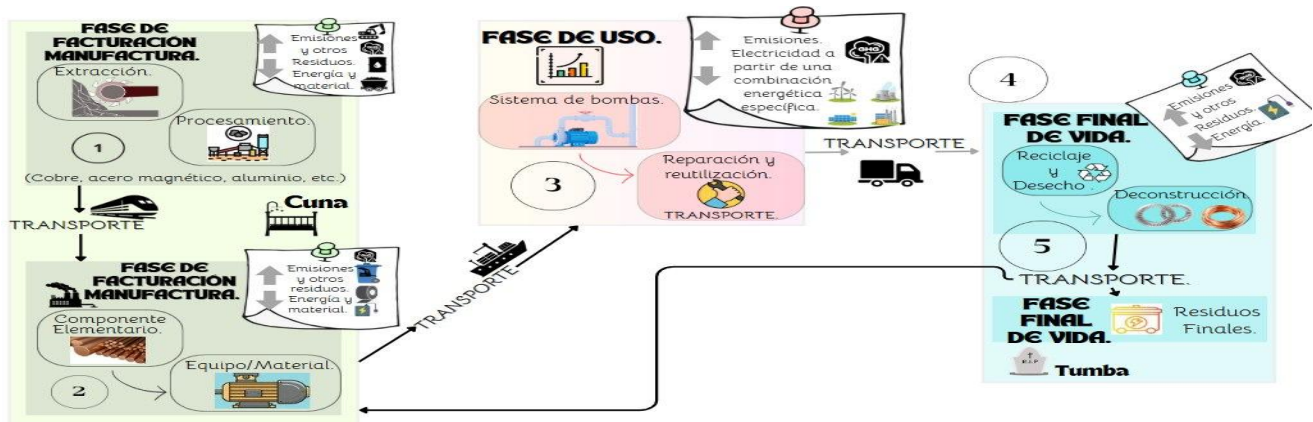 FASE DE
FACTURACIÓN
MANUFACTURA.
Emisiones
y otros
Residuos.
Energía y
material.
Extracción.
Procesamiento.
1
(Cobre, acero magnético, aluminio, etc.)
TRANSPORTE
Cuna
FASE DE
FACTURACIÓN
MANUFACTURA.
Emisiones
y otros
residuos.
Energía y
material.
Componente
Elementario.
2
Equipo/Material.
TRANSPORTE
FASE DE USO.
Emisiones.
Electricidad a
partir de una
combinación
energética
específica.
GHG
Sistema de bombas.
3
Reparación y
reutilización.
TRANSPORTE.
TRANSPORTE
4
FASE FINAL
DE VIDA.
Emisiones
y otros
Residuos.
Energía.
Reciclaje
y
Desecho.
Deconstrucción
5
TRANSPORTE.
FASE
FINAL
DE VIDA.
Residuos
Finales.
R.I.P
Tumba